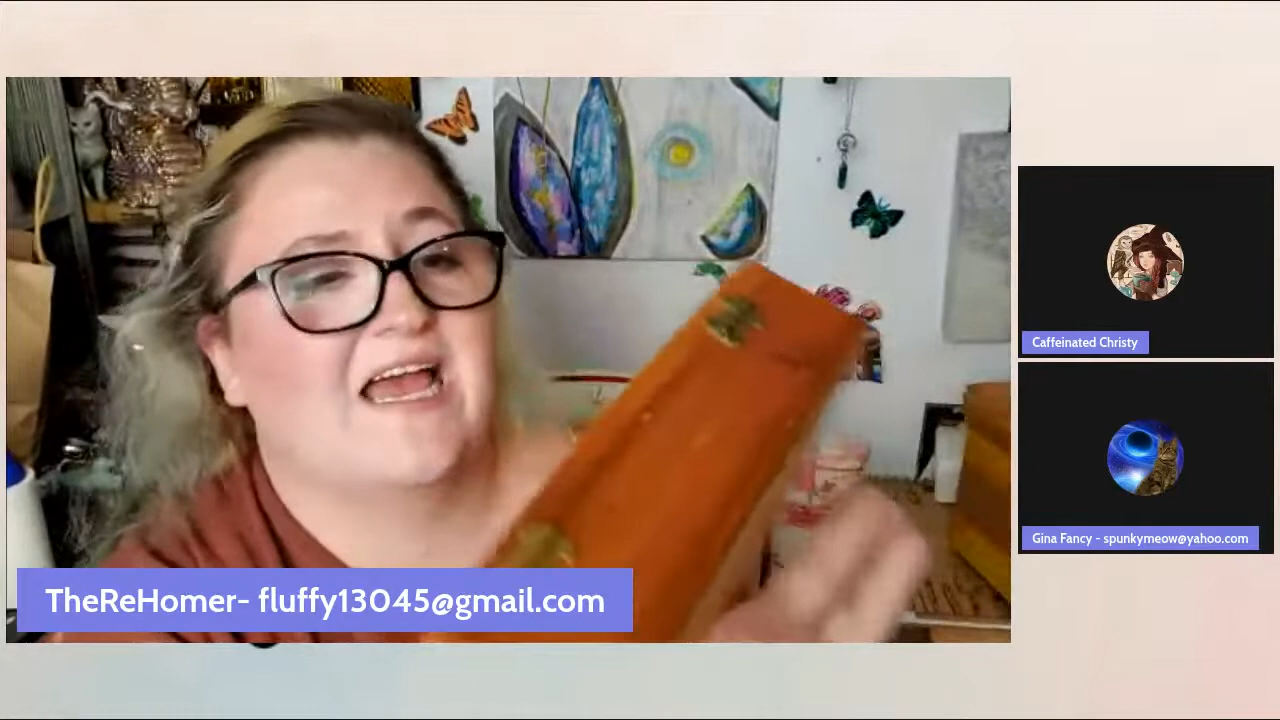 TheReHomer- fluffy13045@gmail.com
Caffeinated Christy
Gina Fancy - spunkymeow@yahoo.com